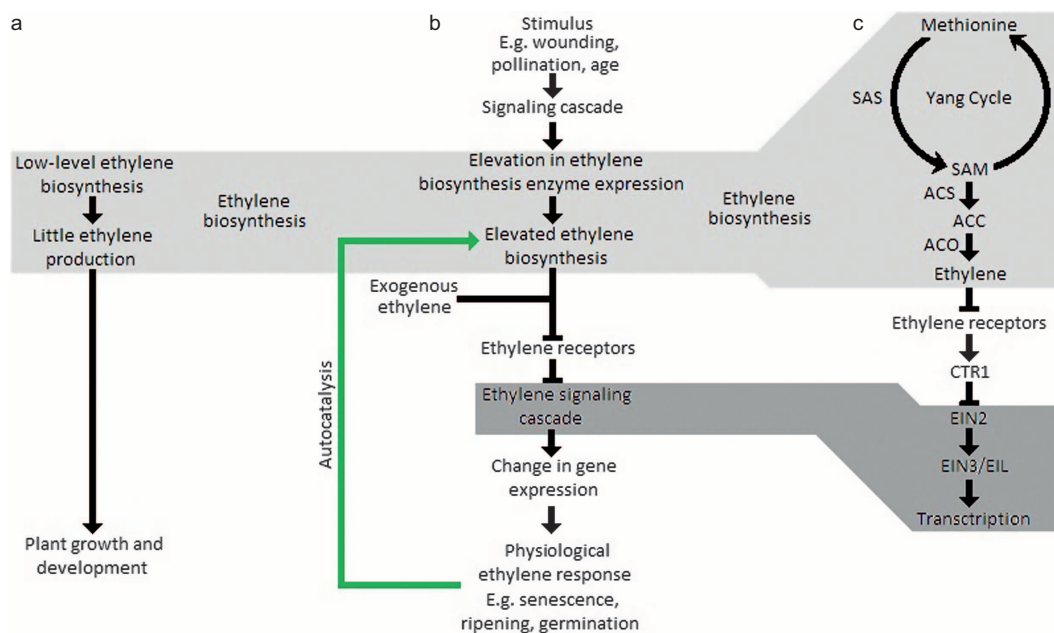 a
Low-level ethylene
biosynthesis
Little ethylene
production
Plant growth and
development
Ethylene
biosynthesis
b
Stimulus
E.g. wounding,
pollination, age
Signaling cascade
Elevation in ethylene
biosynthesis enzyme expression
Elevated ethylene
biosynthesis
Exogenous
ethylene
Ethylene receptors
Ethylene signaling
cascade
Change in gene
expression
Physiological
ethylene response
E.g. senescence,
ripening, germination
Autocatalysis
Ethylene
biosynthesis
c
Methionine
SAS
Yang Cycle
SAM
ACS
ACC
ACO
Ethylene
Ethylene receptors
CTR1
EIN2
EIN3/EIL
Transctription